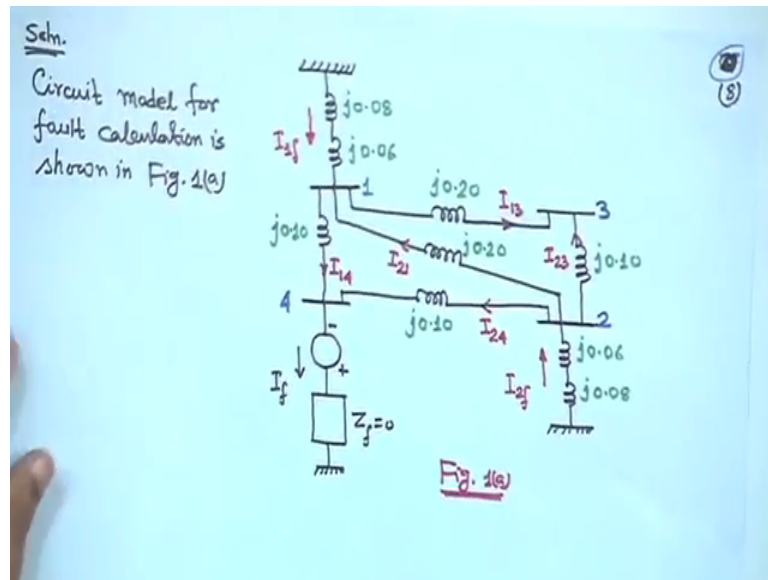 Soln.
(8)
Circuit model for
fault calculation is
shown in Fig. 1(a)
j0.08
I1f
j0.06
1
j0.20
I13
3
j0.10
I21
j0.20
I23
j0.10
I14
4
j0.10
I24
2
j0.06
I2f
j0.08
-
+
If
Zf=0
Fig. 1(a)